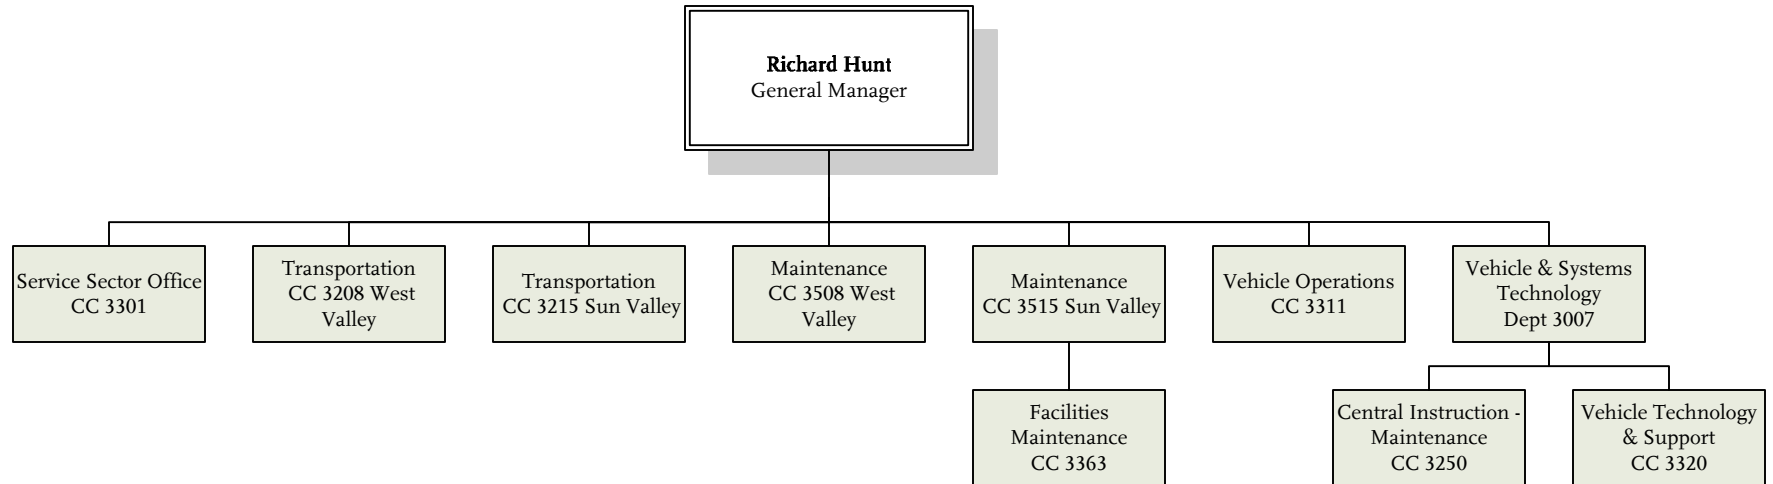 Richard Hunt
General Manager
Service Sector Office
CC 3301
Transportation
CC 3208 West
Valley
Transportation
CC 3215 Sun Valley
Maintenance
CC 3508 West
Valley
Maintenance
CC 3515 Sun Valley
Vehicle Operations
CC 3311
Vehicle & Systems
Technology
Dept 3007
Facilities
Maintenance
CC 3363
Central Instruction -
Maintenance
CC 3250
Vehicle Technology
& Support
CC 3320